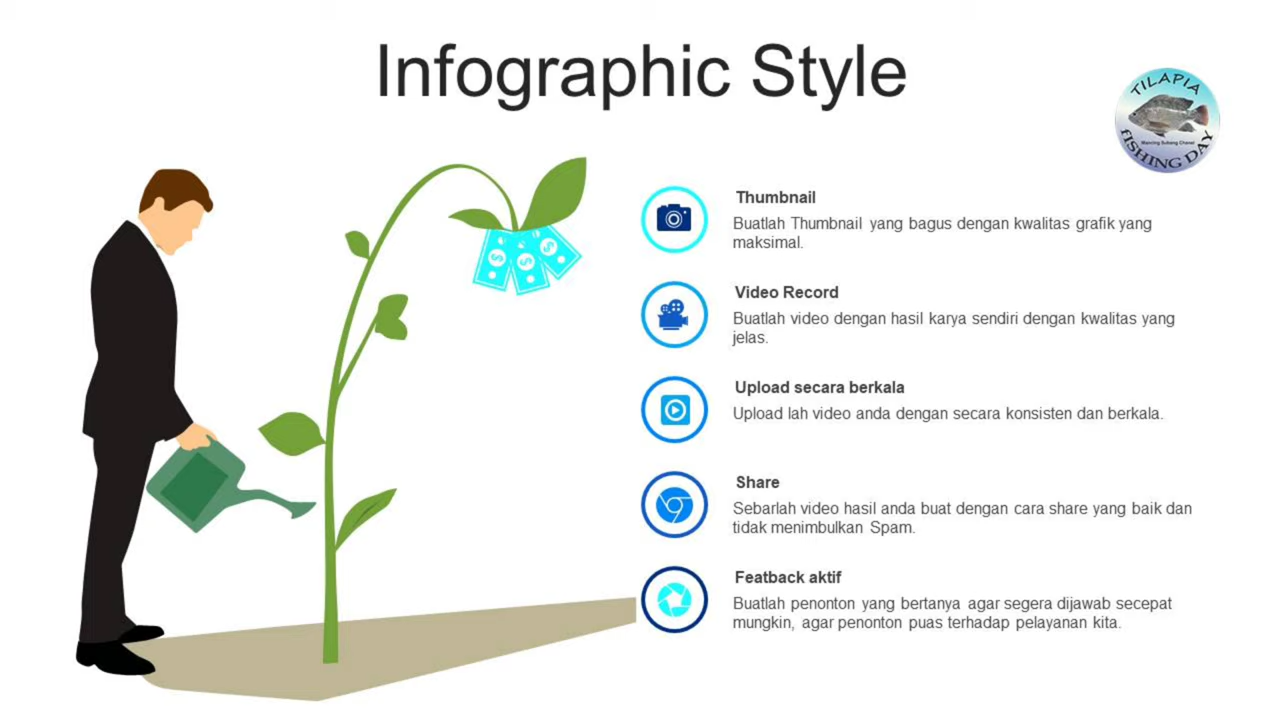 Infographic Style
TILAPIA
Mancing Subang Chanel
FISHING DAY
Thumbnail
Buatlah Thumbnail yang bagus dengan kwalitas grafik yang
maksimal.
Video Record
Buatlah video dengan hasil karya sendiri dengan kwalitas yang
jelas.
Upload secara berkala
Upload lah video anda dengan secara konsisten dan berkala.
Share
Sebarlah video hasil anda buat dengan cara share yang baik dan
tidak menimbulkan Spam.
Featback aktif
Buatlah penonton yang bertanya agar segera dijawab secepat
mungkin, agar penonton puas terhadap pelayanan kita.